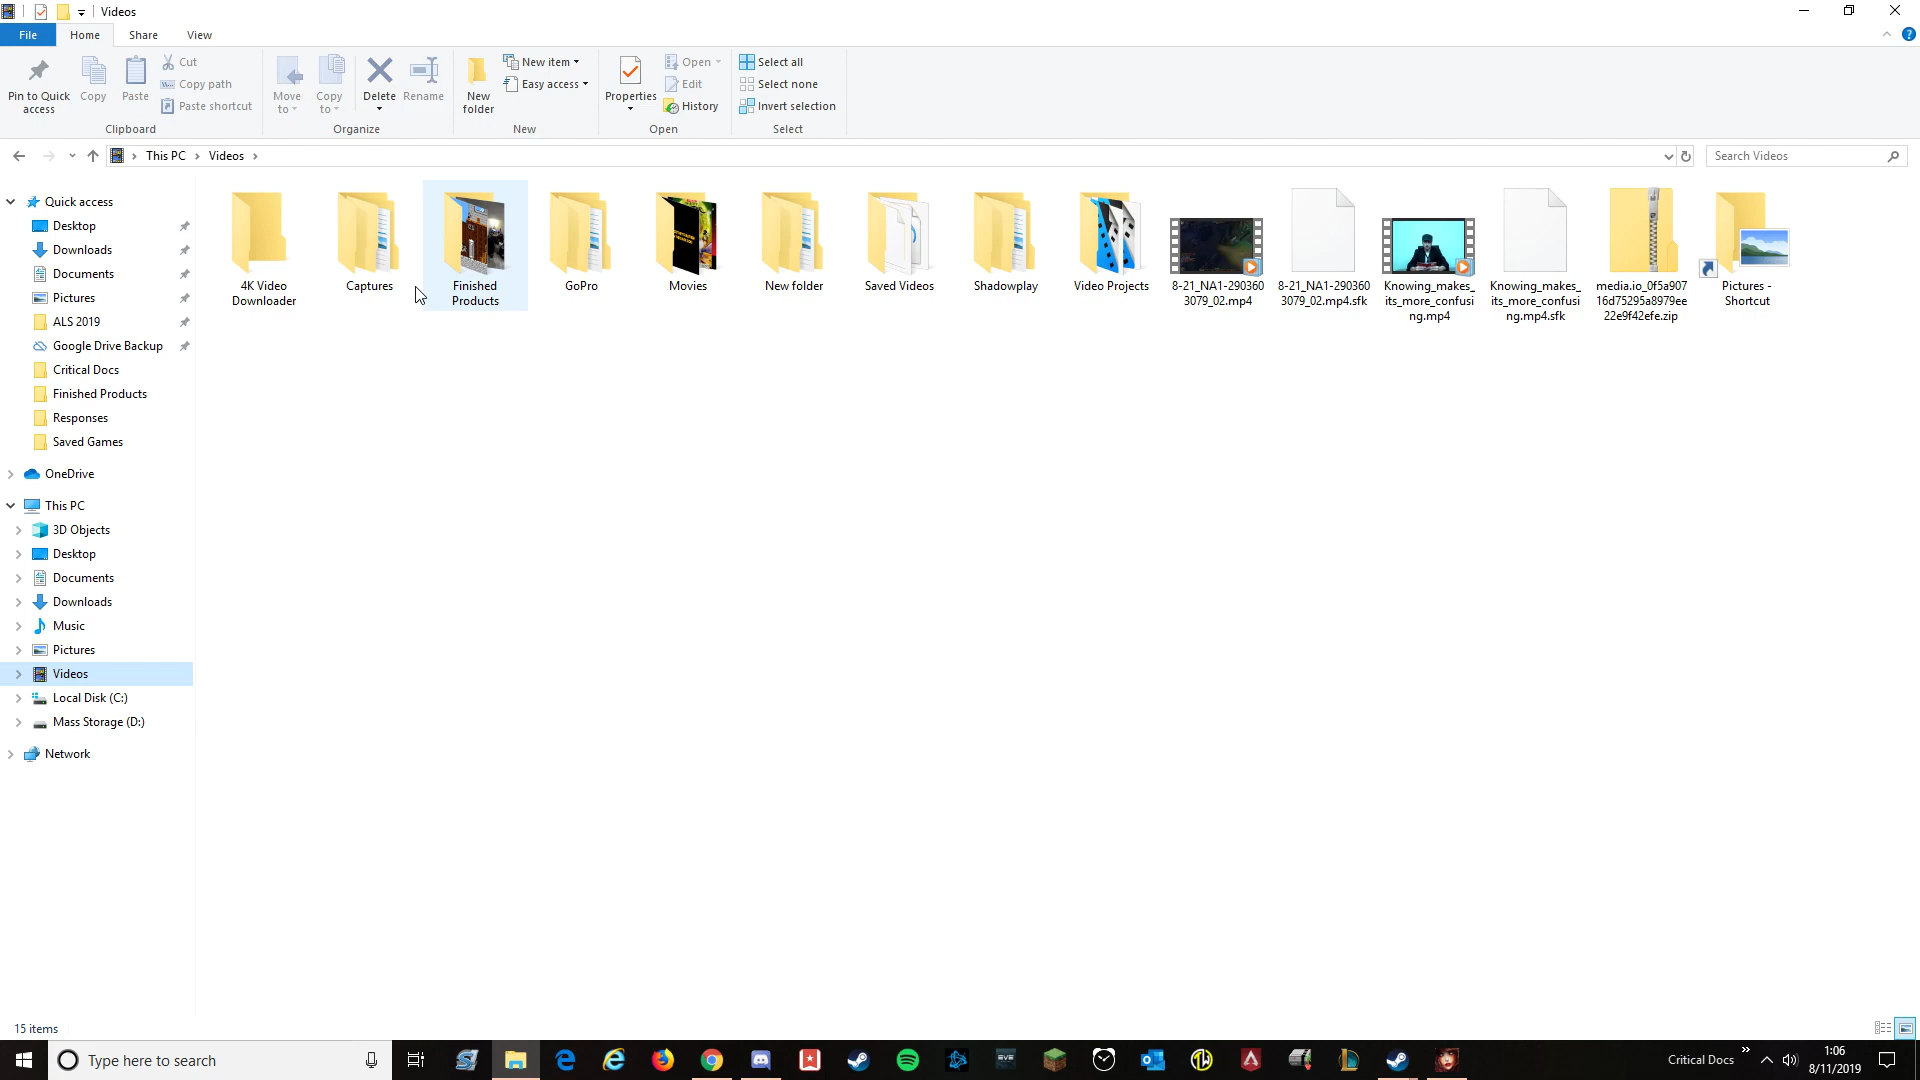 Videos
File Home Share View
Pin to Quick access
Copy
Paste
Cut
Copy path
Paste shortcut
Clipboard
Move to
Copy to
Delete
Rename
Organize
New folder
New item
Easy access
New
Properties
Open
Edit
History
Open
Select all
Select none
Invert selection
Select
This PC > Videos >
Search Videos
Quick access
Desktop
Downloads
Documents
Pictures
ALS 2019
Google Drive Backup
Critical Docs
Finished Products
Responses
Saved Games
OneDrive
This PC
3D Objects
Desktop
Documents
Downloads
Music
Pictures
Videos
Local Disk (C:)
Mass Storage (D:)
Network
4K Video
Downloader
Captures
Finished
Products
GoPro
Movies
New folder
Saved Videos
Shadowplay
Video Projects
8-21_NA1-290360
3079_02.mp4
8-21_NA1-290360
3079_02.mp4.sfk
Knowing_makes_
its_more_confusi
ng.mp4
Knowing_makes_
its_more_confusi
ng.mp4.sfk
media.io_0f5a907
16d75295a8979ee
22e9f42efe.zip
Pictures -
Shortcut
15 items
Type here to search
EVE
Critical Docs
1:06
8/11/2019